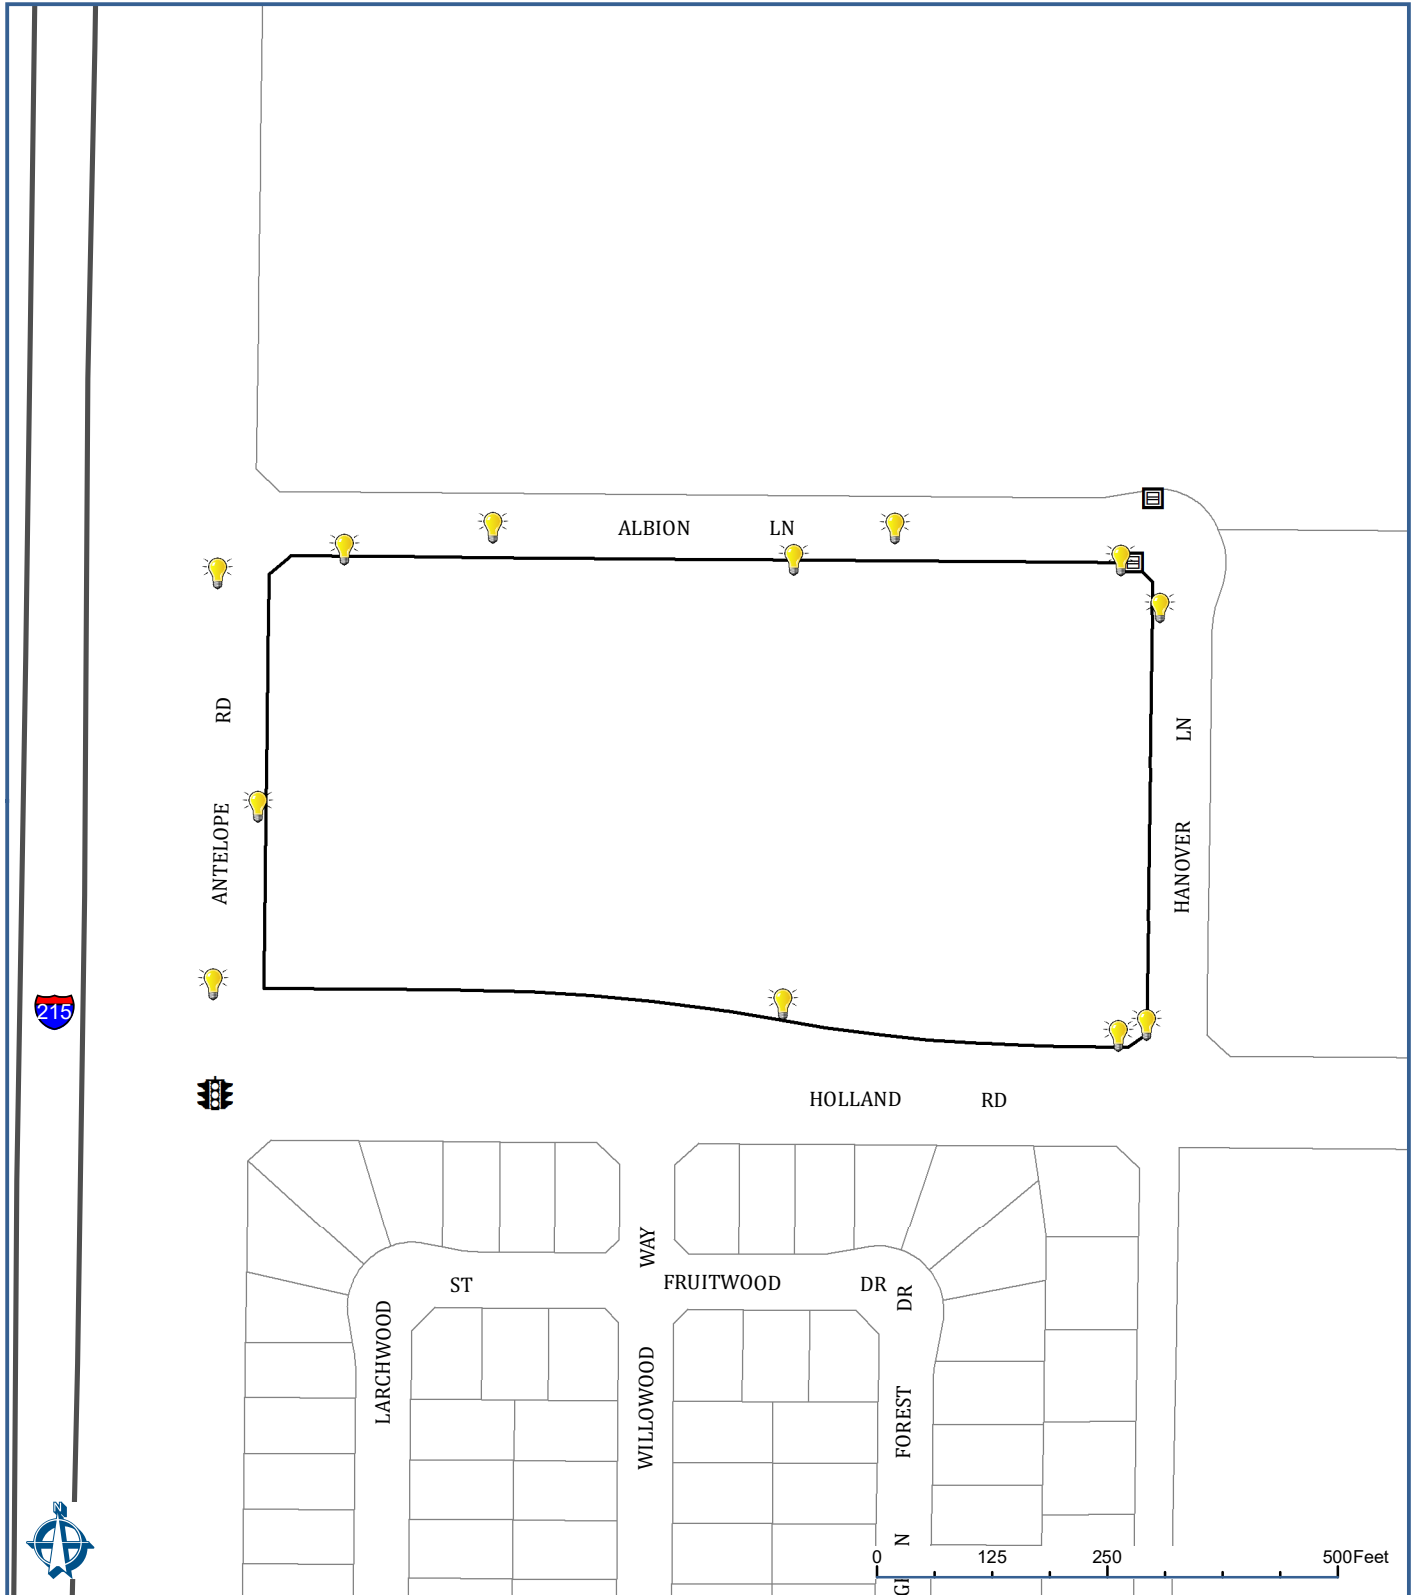 ALBION LN
RD
ANTELOPE
LN
HANOVER
215
HOLLAND RD
WAY
ST
FRUITWOOD DR
DR
LARCHWOOD
WILLOWOOD
FOREST
N
N
0 125 250 500Feet